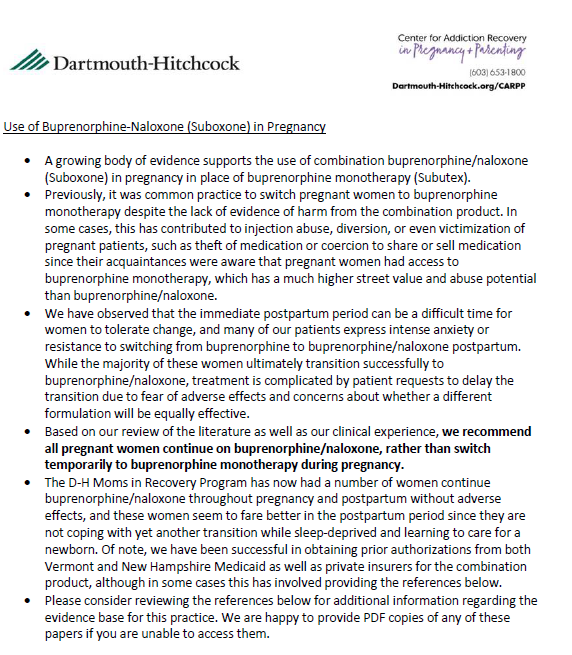 Dartmouth-Hitchcock
Center for Addiction Recovery
in Pregnancy + Parenting
(603) 653-1800
Dartmouth-Hitchcock.org/CARPP
Use of Buprenorphine-Naloxone (Suboxone) in Pregnancy
• A growing body of evidence supports the use of combination buprenorphine/naloxone
(Suboxone) in pregnancy in place of buprenorphine monotherapy (Subutex).
• Previously, it was common practice to switch pregnant women to buprenorphine
monotherapy despite the lack of evidence of harm from the combination product. In
some cases, this has contributed to injection abuse, diversion, or even victimization of
pregnant patients, such as theft of medication or coercion to share or sell medication
since their acquaintances were aware that pregnant women had access to
buprenorphine monotherapy, which has a much higher street value and abuse potential
than buprenorphine/naloxone.
• We have observed that the immediate postpartum period can be a difficult time for
women to tolerate change, and many of our patients express intense anxiety or
resistance to switching from buprenorphine to buprenorphine/naloxone postpartum.
While the majority of these women ultimately transition successfully to
buprenorphine/naloxone, treatment is complicated by patient requests to delay the
transition due to fear of adverse effects and concerns about whether a different
formulation will be equally effective.
• Based on our review of the literature as well as our clinical experience, we recommend
all pregnant women continue on buprenorphine/naloxone, rather than switch
temporarily to buprenorphine monotherapy during pregnancy.
• The D-H Moms in Recovery Program has now had a number of women continue
buprenorphine/naloxone throughout pregnancy and postpartum without adverse
effects, and these women seem to fare better in the postpartum period since they are
not coping with yet another transition while sleep-deprived and learning to care for a
newborn. Of note, we have been successful in obtaining prior authorizations from both
Vermont and New Hampshire Medicaid as well as private insurers for the combination
product, although in some cases this has involved providing the references below.
• Please consider reviewing the references below for additional information regarding the
evidence base for this practice. We are happy to provide PDF copies of any of these
papers if you are unable to access them.